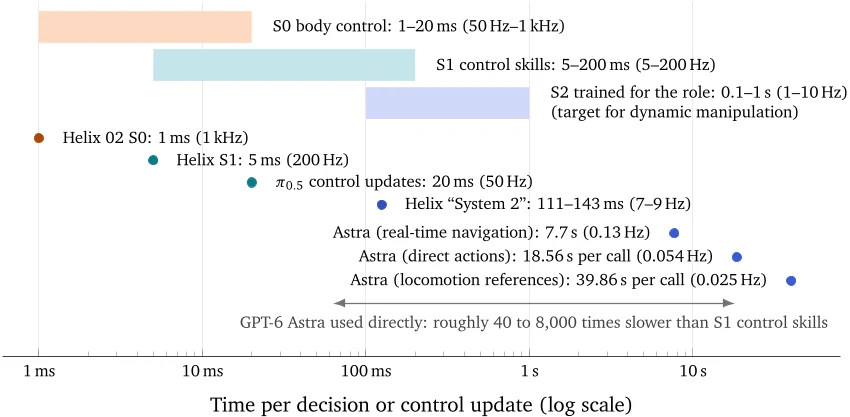 S0 body control: 1–20 ms (50 Hz–1 kHz)
S1 control skills: 5–200 ms (5–200 Hz)
S2 trained for the role: 0.1–1 s (1–10 Hz)
(target for dynamic manipulation)
Helix 02 S0: 1 ms (1 kHz)
Helix S1: 5 ms (200 Hz)
π0.5 control updates: 20 ms (50 Hz)
Helix “System 2”: 111–143 ms (7–9 Hz)
Astra (real-time navigation): 7.7 s (0.13 Hz)
Astra (direct actions): 18.56 s per call (0.054 Hz)
Astra (locomotion references): 39.86 s per call (0.025 Hz)
GPT-6 Astra used directly: roughly 40 to 8,000 times slower than S1 control skills
1 ms 10 ms 100 ms 1 s 10 s
Time per decision or control update (log scale)